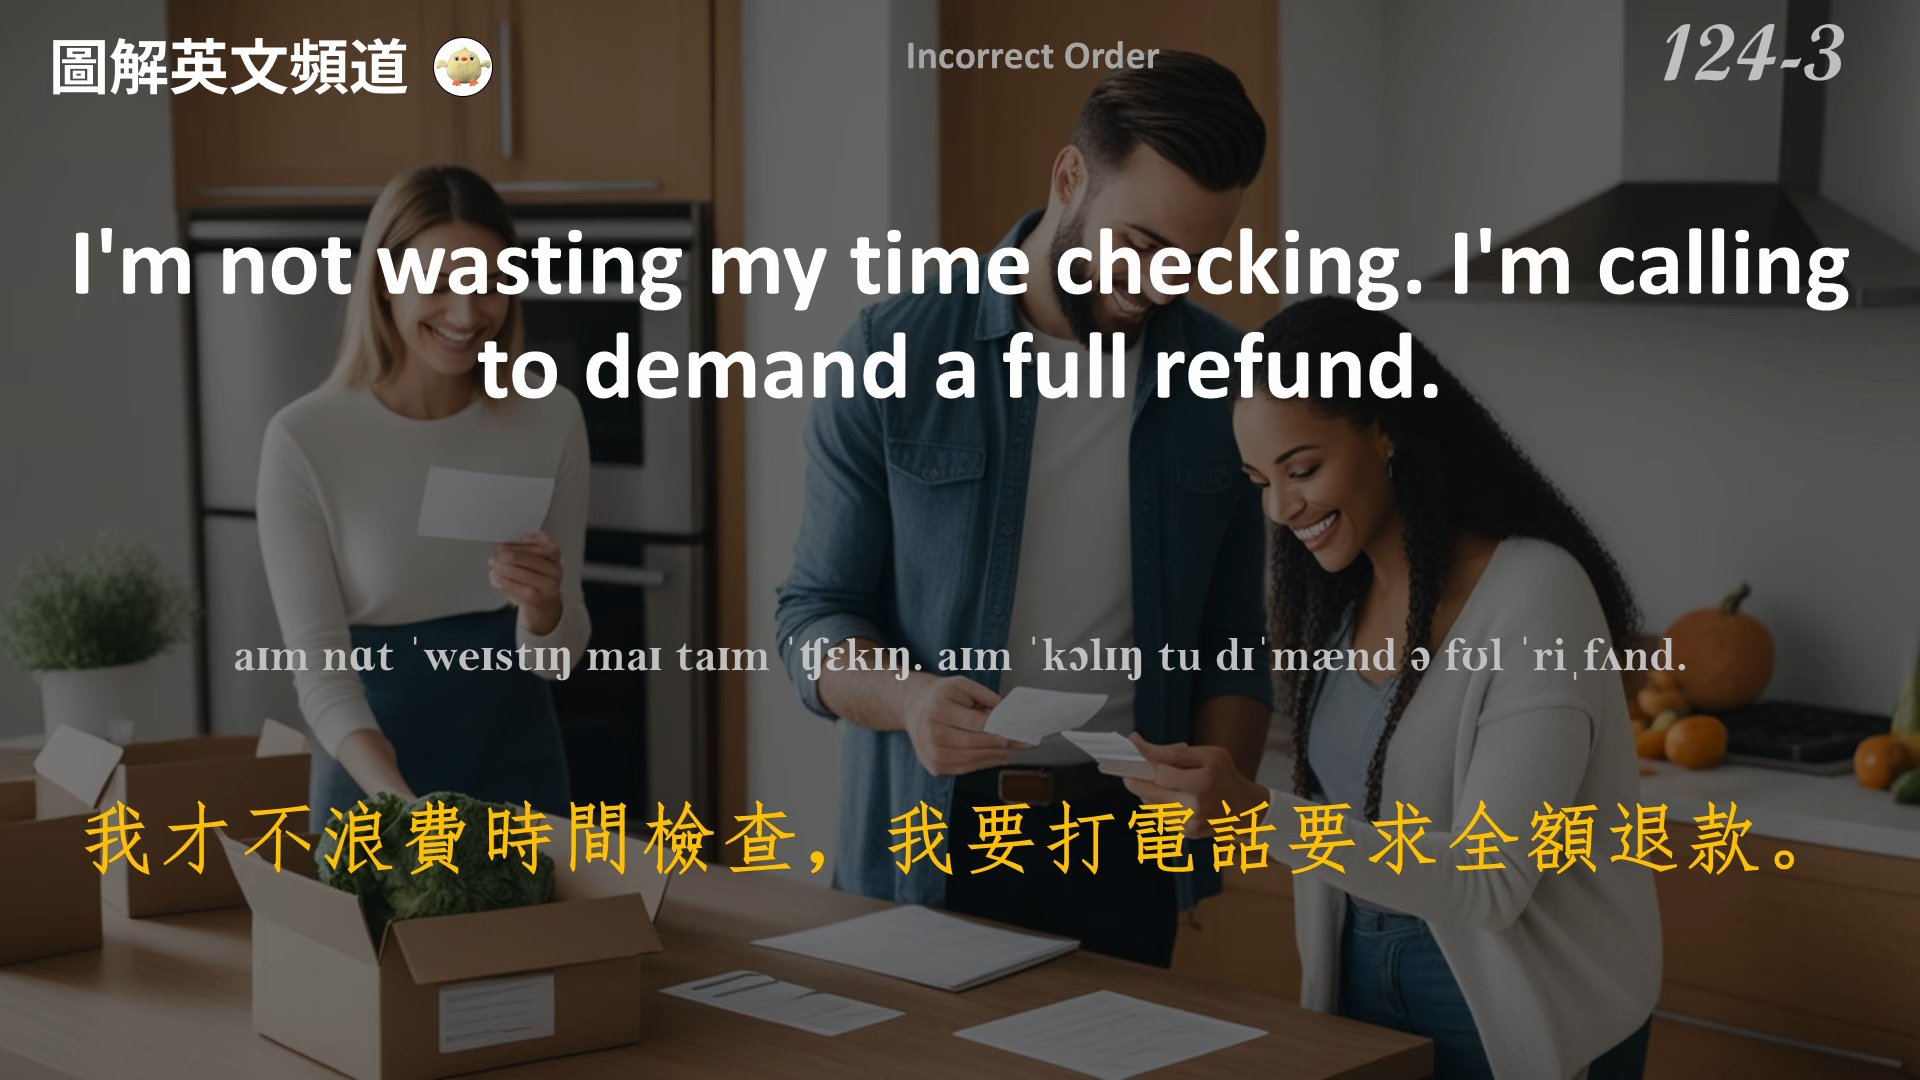 圖解英文頻道
Incorrect Order
124-3
I'm not wasting my time checking. I'm calling
to demand a full refund.
aɪm nɑt ˈweɪstɪŋ maɪ taɪm ˈʧɛkɪŋ. aɪm ˈkɔlɪŋ tu dɪˈmænd ə fʊl ˈriˌfʌnd.
我才不浪費時間檢查，我要打電話要求全額退款。